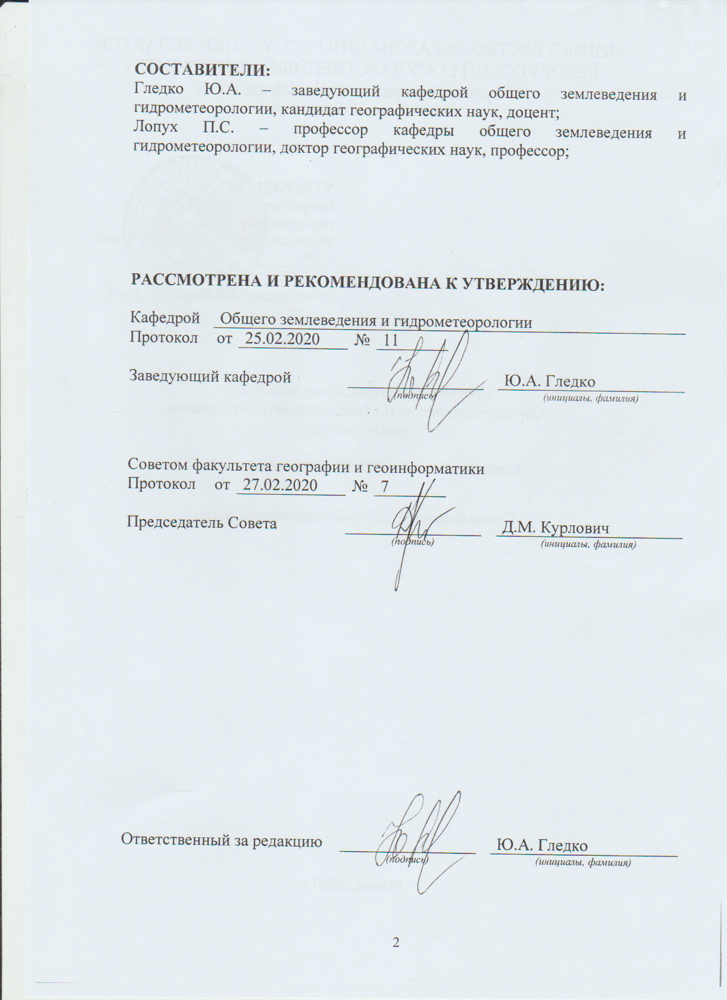 СОСТАВИТЕЛИ:
Гледко Ю.А. – заведующий кафедрой общего землеведения и
гидрометеорологии, кандидат географических наук, доцент;
Лопух П.С. – профессор кафедры общего землеведения и
гидрометеорологии, доктор географических наук, профессор;
РАССМОТРЕНА И РЕКОМЕНДОВАНА К УТВЕРЖДЕНИЮ:
Кафедрой Общего землеведения и гидрометеорологии
Протокол от 25.02.2020 № 11
Заведующий кафедрой Ю.А. Гледко
(подпись) (инициалы, фамилия)
Советом факультета географии и геоинформатики
Протокол от 27.02.2020 № 7
Председатель Совета Д.М. Курлович
(подпись) (инициалы, фамилия)
Ответственный за редакцию Ю.А. Гледко
(подпись) (инициалы, фамилия)
2